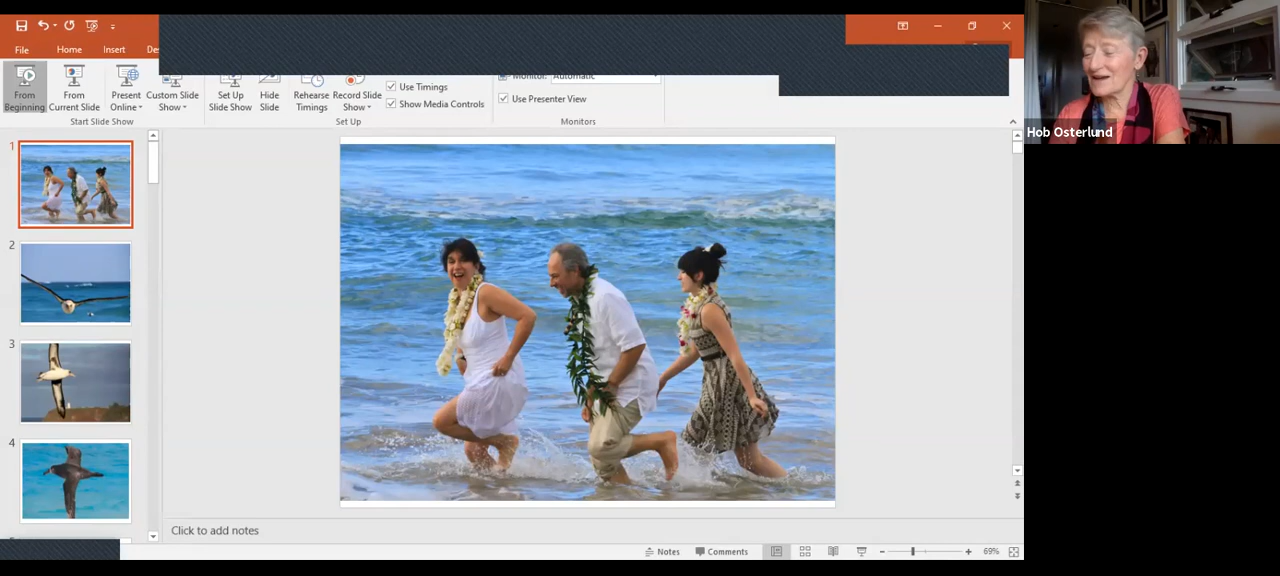 File Home Insert De
From Beginning
From Current Slide
Present Online
Custom Slide Show
Set Up Slide Show
Hide Slide
Rehearse Timings
Record Slide Show
Use Timings
Show Media Controls
Monitor: Automatic
Use Presenter View
Start Slide Show
Set Up
Monitors
Hob Osterlund
1
2
3
4
Click to add notes
Notes Comments 69%